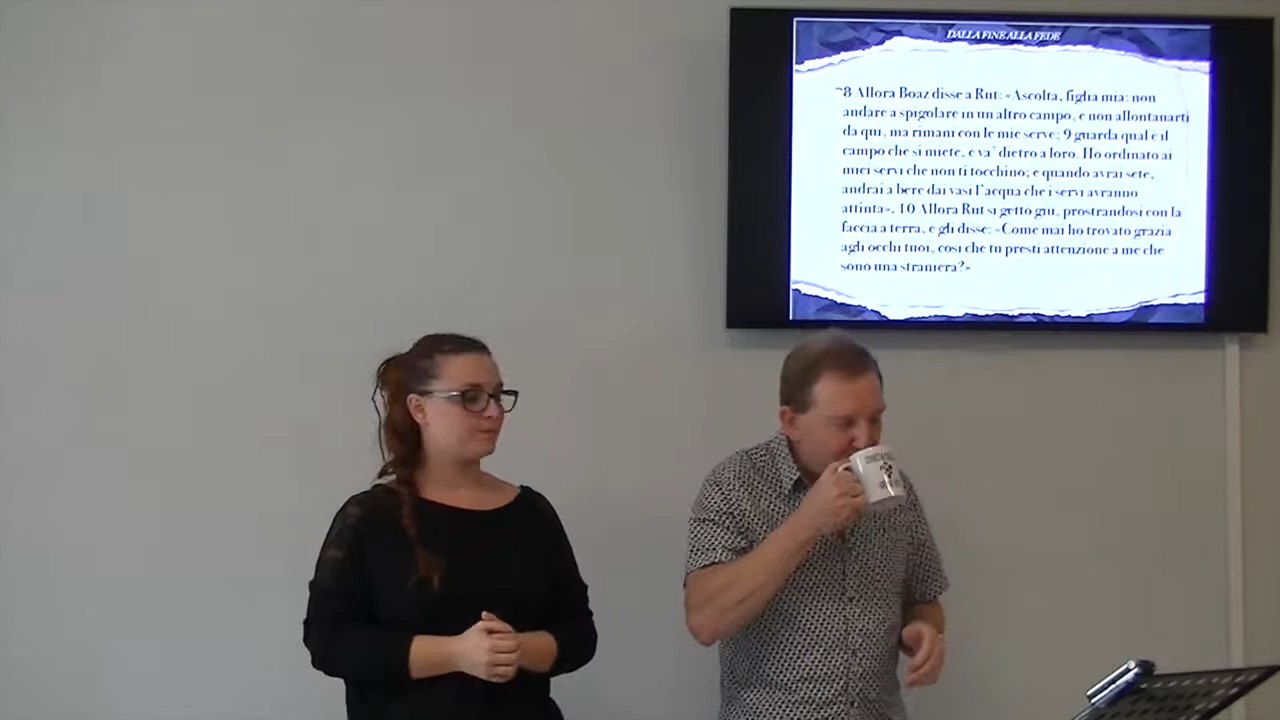 DALLA FINE ALLA FEDE
"8 Allora Boaz disse a Rut: «Ascolta, figlia mia: non
andare a spigolare in un altro campo, e non allontanarti
da qui, ma rimani con le mie serve; 9 guarda qual è il
campo che si miete, e va' dietro a loro. Ho ordinato ai
miei servi che non ti tocchino; e quando avrai sete,
andrai a bere dai vasi l'acqua che i servi avranno
attinta». 10 Allora Rut si gettò giù, prostrandosi con la
faccia a terra, e gli disse: «Come mai ho trovato grazia
agli occhi tuoi, così che tu presti attenzione a me che
sono una straniera?»